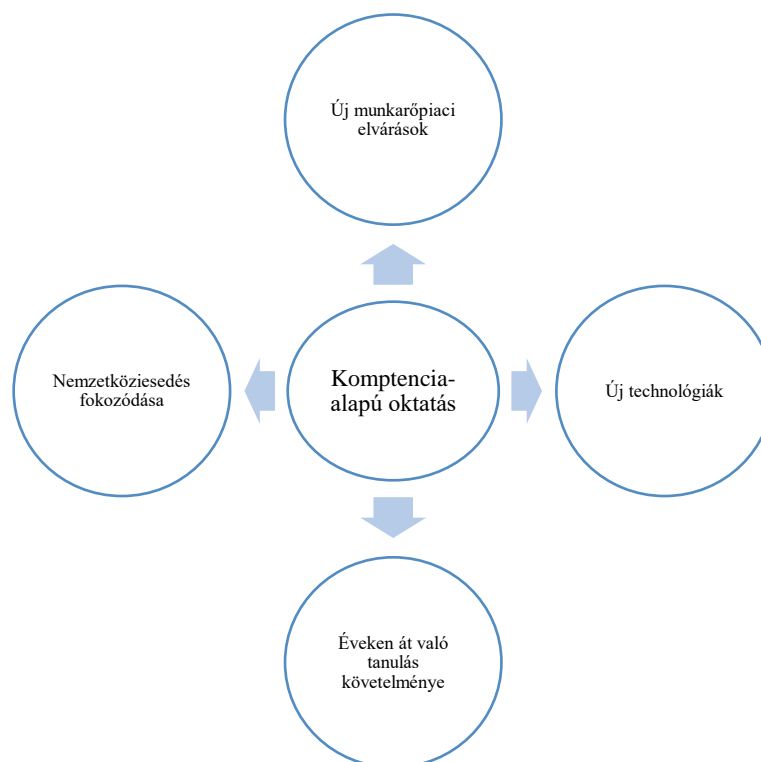 Új munkarőpiaci
elvárások
Nemzetköziesedés
fokozódása
Komptencia-
alapú oktatás
Új technológiák
Éveken át való
tanulás
követelménye